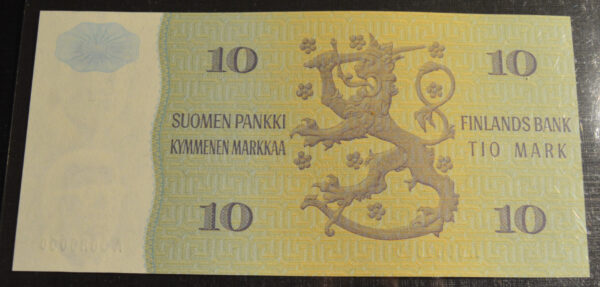 10 10
SUOMEN PANKKI FINLANDS BANK
KYMMENEN MARKKAA TIO MARK
10 10